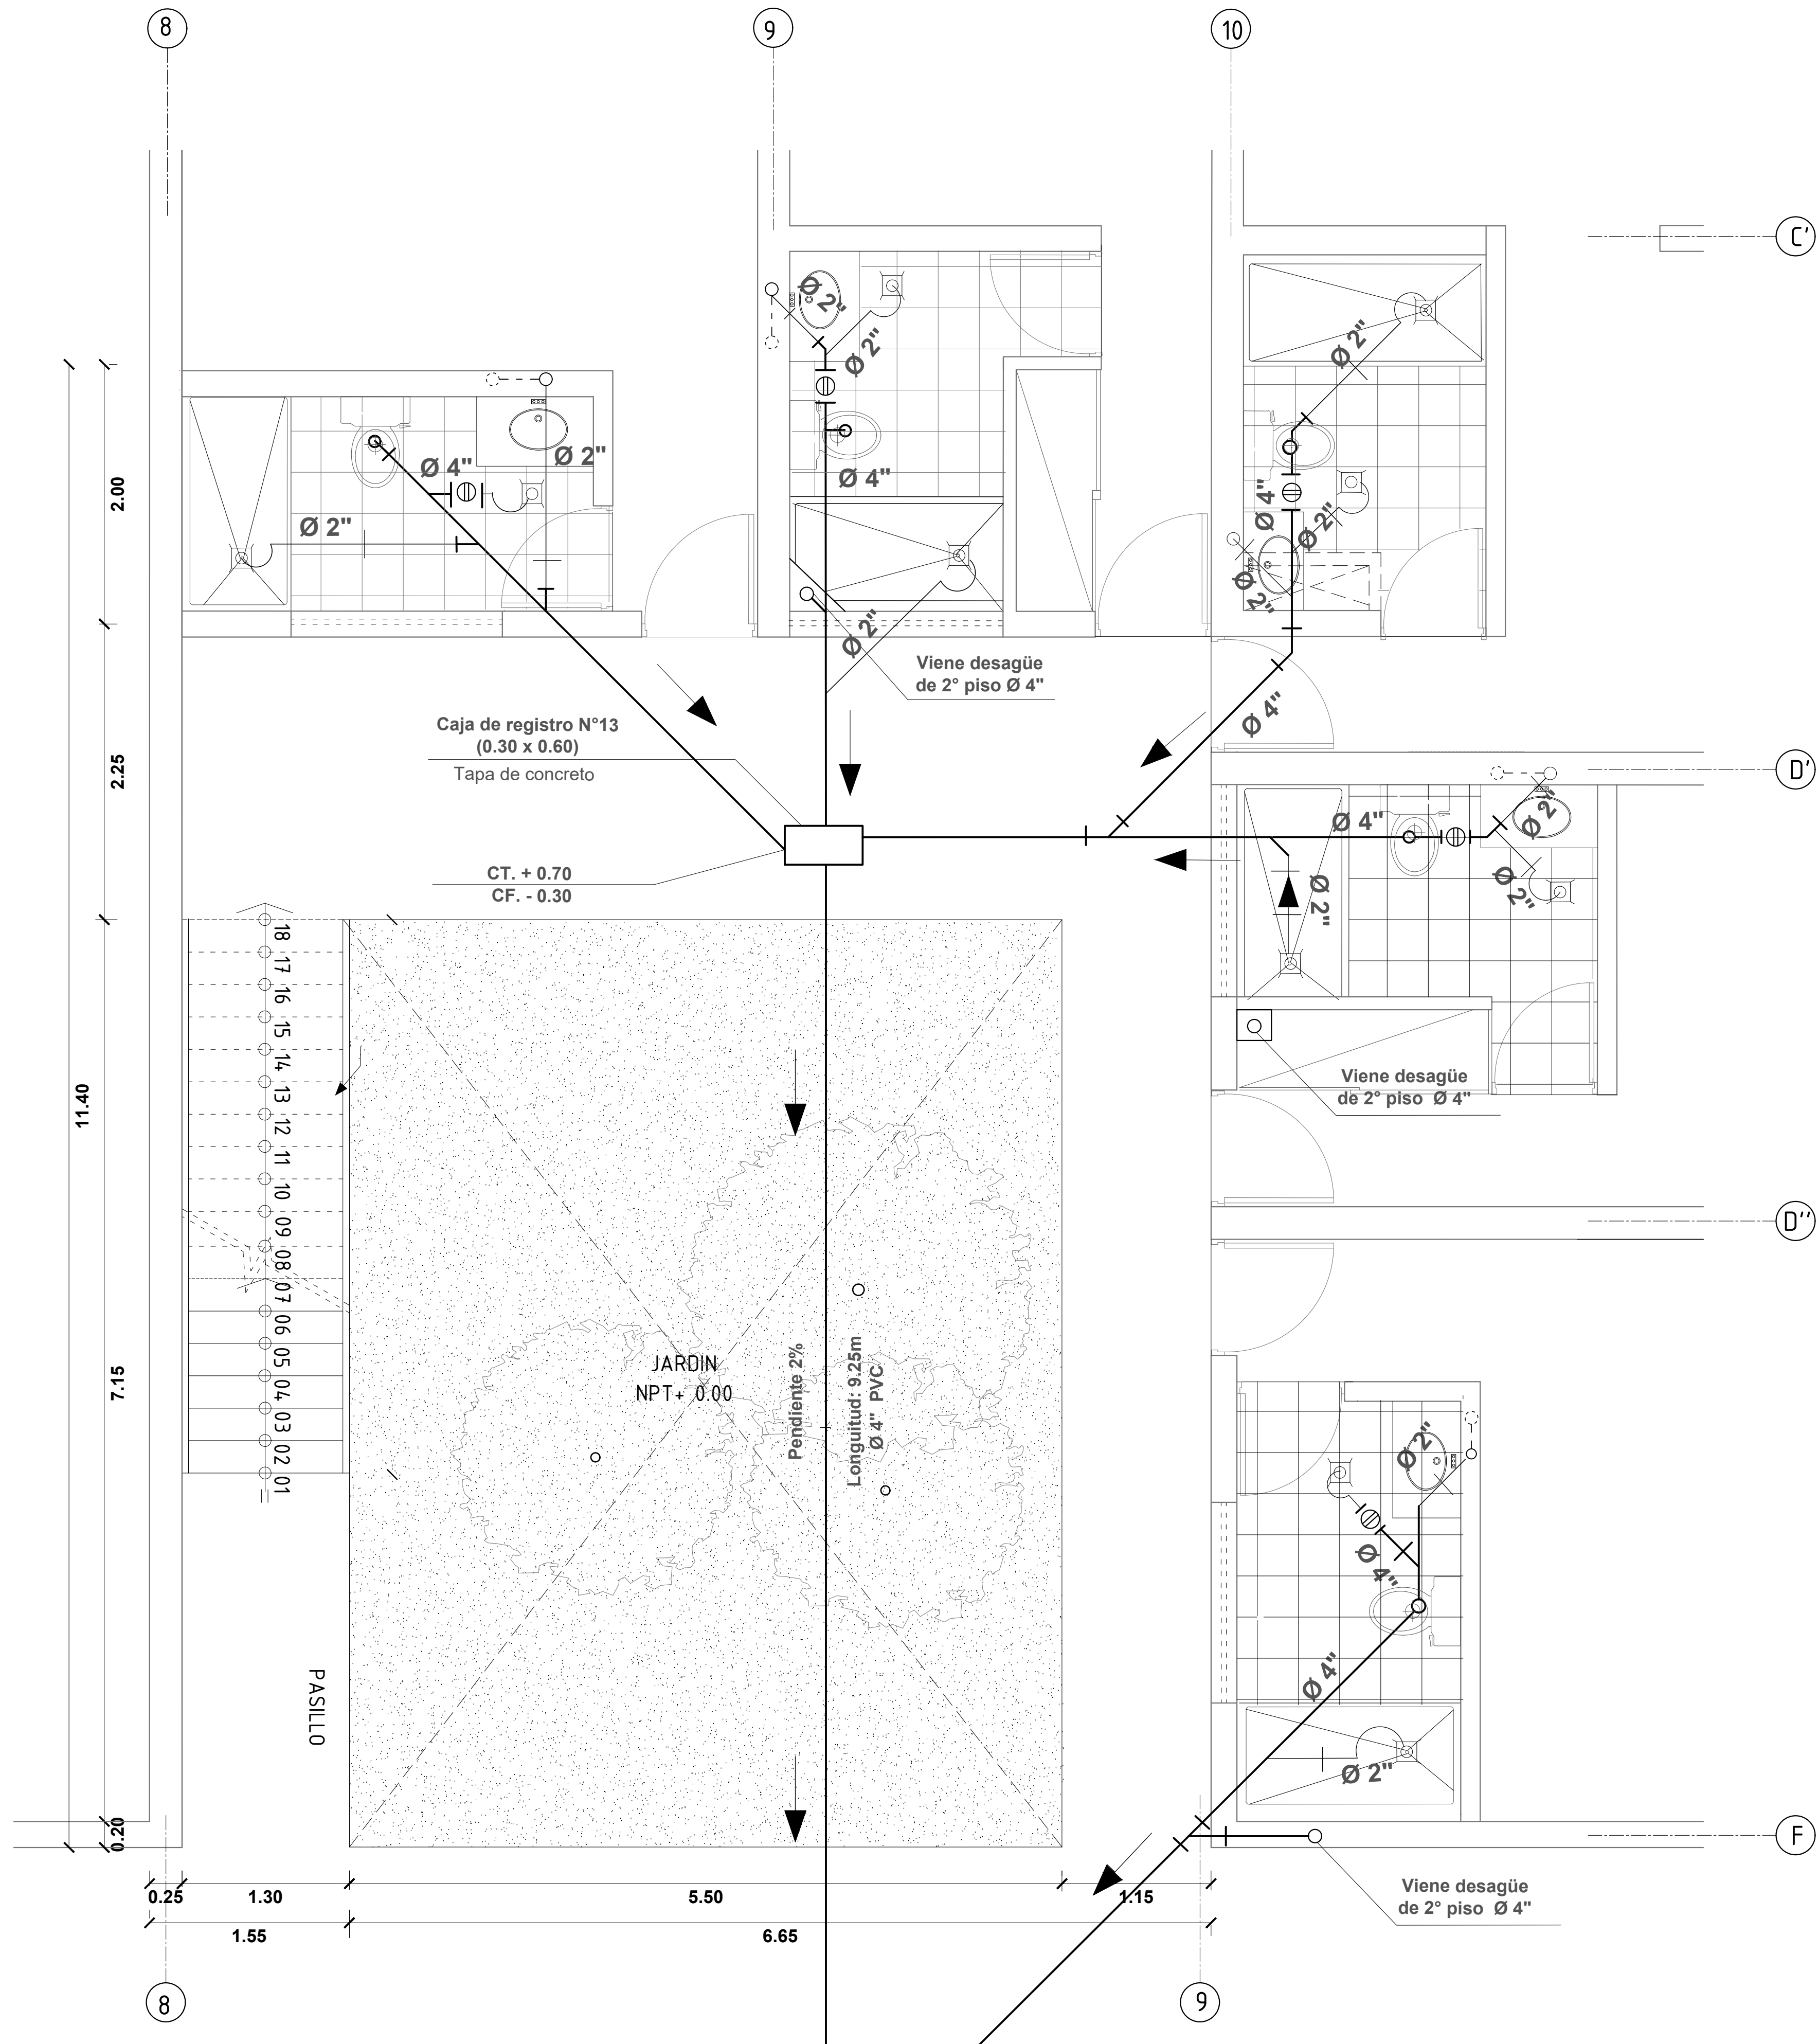 8
9
10
C'
Ø 2"
Ø 2"
Ø 2"
Ø 4"
Ø 2"
Ø 2"
Ø 4"
Ø 4"
Ø 2"
Ø 2"
2.00
Ø 2"
Viene desagüe
de 2° piso Ø 4"
Ø 4"
Caja de registro N°13
(0.30 x 0.60)
Tapa de concreto
2.25
D'
Ø 4"
Ø 2"
Ø 2"
Ø 2"
CT. + 0.70
CF. - 0.30
18
17
16
15
14
13
12
11
10
09
08
07
06
05
04
03
02
01
11.40
7.15
0.20
Viene desagüe
de 2° piso Ø 4"
D''
JARDIN
NPT+ 0.00
Pendiente 2%
Longuitud: 9.25m
Ø 4" PVC
Ø 2"
Ø 4"
Ø 4"
Ø 2"
PASILLO
F
Viene desagüe
de 2° piso Ø 4"
0.25
1.30
5.50
1.15
1.55
6.65
8
9